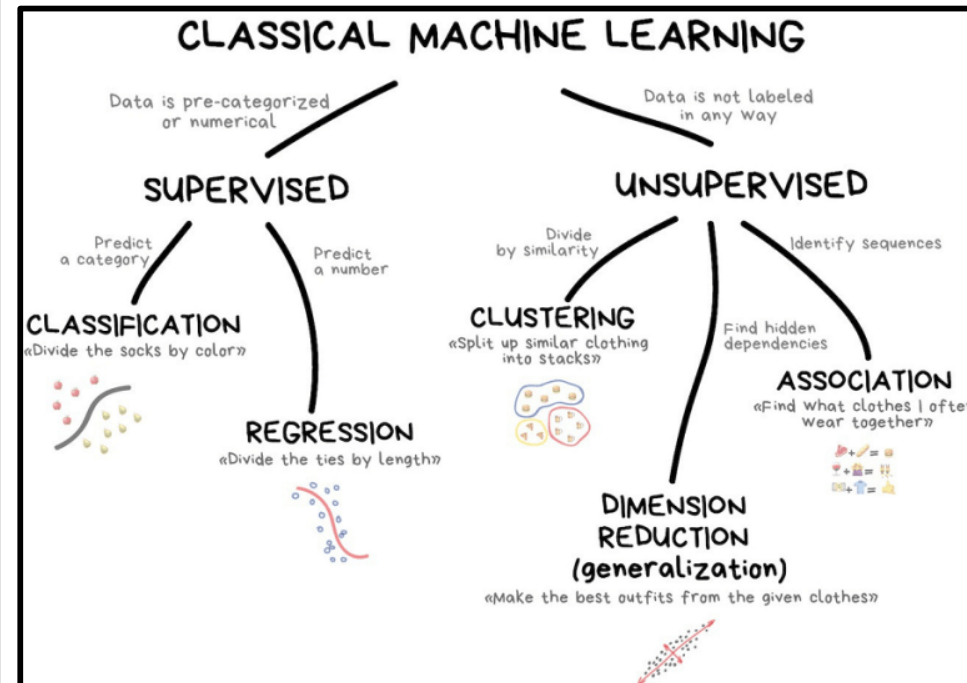 CLASSICAL MACHINE LEARNING
Data is pre-categorized
or numerical
Data is not labeled
in any way
SUPERVISED
UNSUPERVISED
Predict
a category
Predict
a number
Divide
by similarity
Identify sequences
CLASSIFICATION
«Divide the socks by color»
CLUSTERING
«Split up similar clothing
into stacks»
Find hidden
dependencies
ASSOCIATION
«Find what clothes I ofte
wear together»
REGRESSION
«Divide the ties by length»
DIMENSION
REDUCTION
(generalization)
«Make the best outfits from the given clothes»